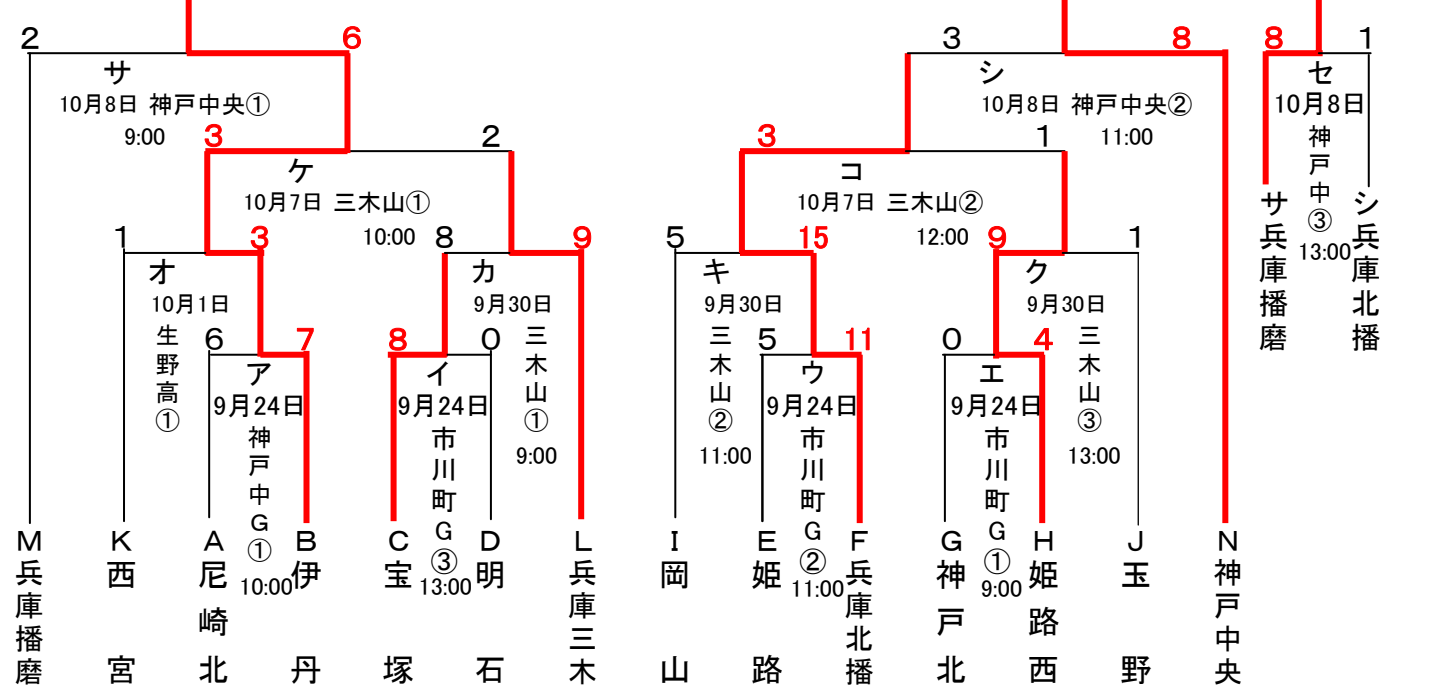 2 6 3 8 8 1
サ シ セ
10月8日 神戸中央① 10月8日 神戸中央② 10月8日
9:00 11:00
3 2 3 1
ケ コ
10月7日 三木山① 10月7日 三木山②
10:00 12:00
神戸中③
13:00
サ兵庫播磨
シ兵庫北播
1 3 8 9 5 15 9 1
オ カ キ ク
10月1日 9月30日 9月30日 9月30日
生野高①
三木山①
9:00
三木山②
11:00
三木山③
13:00
6 7 8 0 5 11 0 4
ア イ ウ エ
9月24日 9月24日 9月24日 9月24日
神戸中G①
10:00
市川町G③
13:00
市川町G②
11:00
市川町G①
9:00
M兵庫播磨
K西宮
A尼崎北
B伊丹
C宝塚
D明石
L兵庫三木
I岡山
E姫路
F兵庫北播
G神戸北
H姫路西
J玉野
N神戸中央